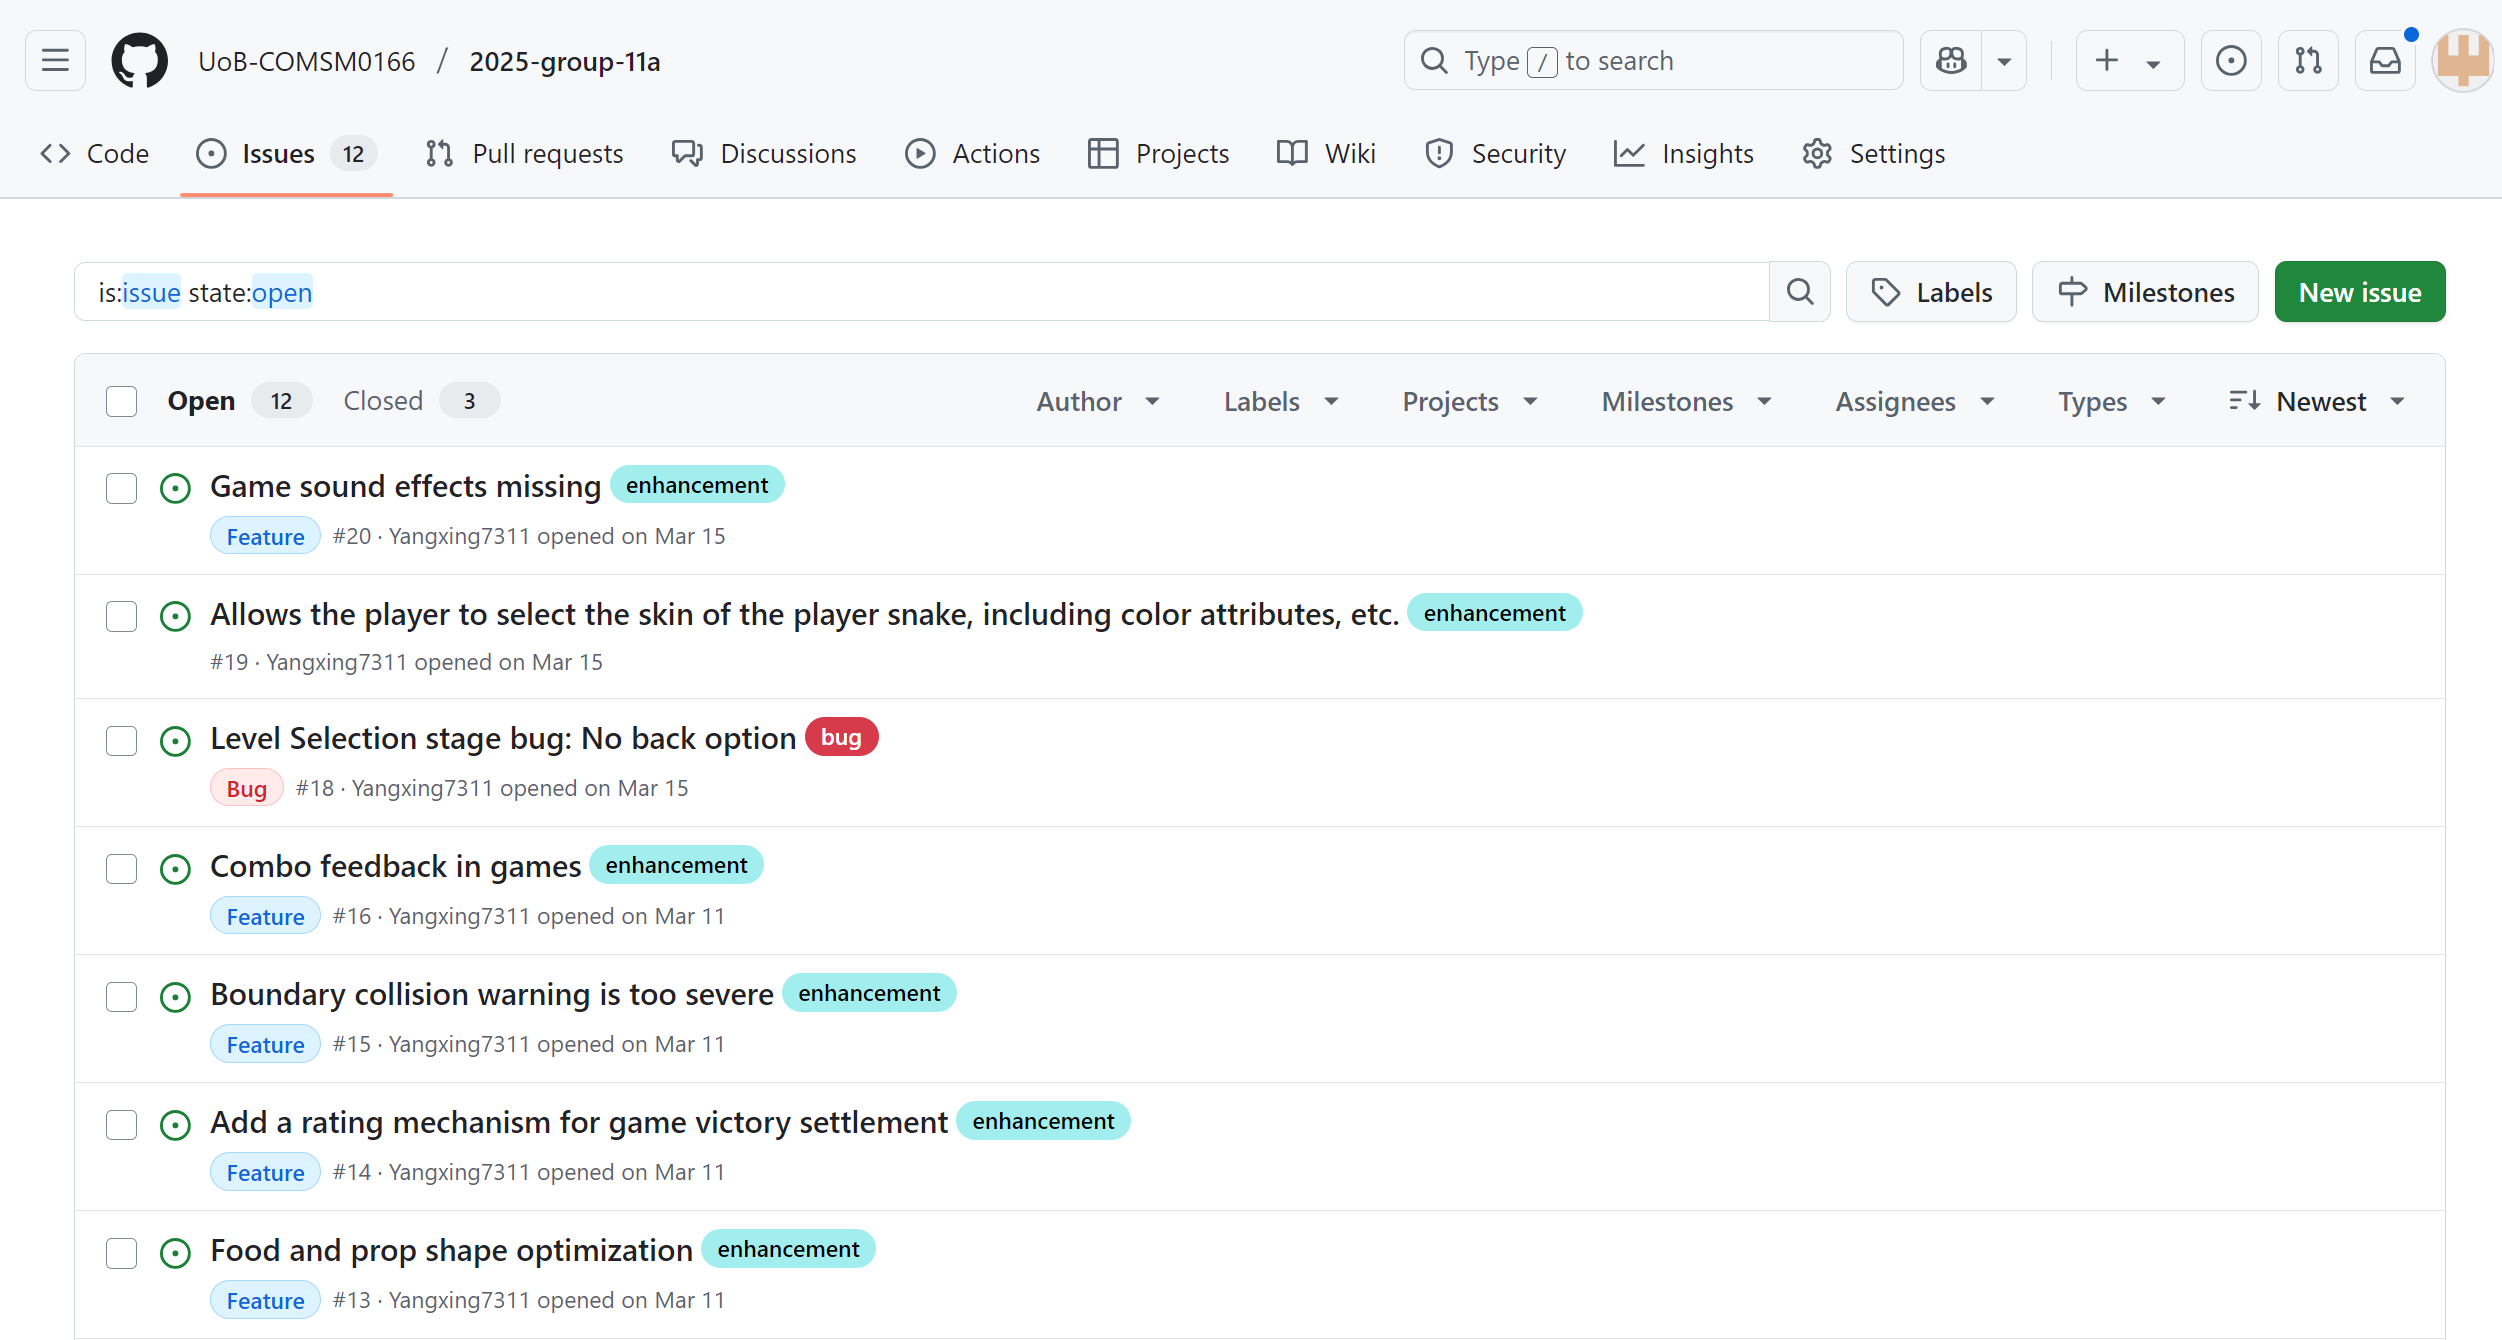 UoB-COMSM0166 / 2025-group-11a Type / to search
Code Issues 12 Pull requests Discussions Actions Projects Wiki Security Insights Settings
is:issue state:open Labels Milestones New issue
Open 12 Closed 3 Author Labels Projects Milestones Assignees Types Newest
Game sound effects missing enhancement
Feature #20 · Yangxing7311 opened on Mar 15
Allows the player to select the skin of the player snake, including color attributes, etc. enhancement
#19 · Yangxing7311 opened on Mar 15
Level Selection stage bug: No back option bug
Bug #18 · Yangxing7311 opened on Mar 15
Combo feedback in games enhancement
Feature #16 · Yangxing7311 opened on Mar 11
Boundary collision warning is too severe enhancement
Feature #15 · Yangxing7311 opened on Mar 11
Add a rating mechanism for game victory settlement enhancement
Feature #14 · Yangxing7311 opened on Mar 11
Food and prop shape optimization enhancement
Feature #13 · Yangxing7311 opened on Mar 11